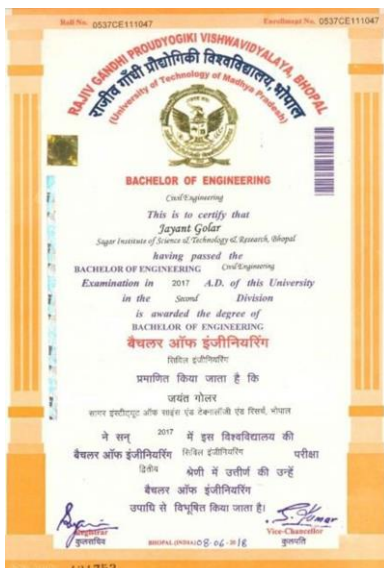 Roll No. 0537CE111047
Enrollment No. 0537CE111047
RAJIV GANDHI PROUDYOGIKI VISHWAVIDYALAYA, BHOPAL
राजीव गाँधी प्रौद्योगिकी विश्वविद्यालय, भोपाल
(University of Technology of Madhya Pradesh)
BACHELOR OF ENGINEERING
Civil Engineering
This is to certify that
Jayant Golar
Sagar Institute of Science & Technology & Research, Bhopal
having passed the
BACHELOR OF ENGINEERING Civil Engineering
Examination in 2017 A.D. of this University
in the Second Division
is awarded the degree of
BACHELOR OF ENGINEERING
बैचलर ऑफ इंजीनियरिंग
सिविल इंजीनियरिंग
प्रमाणित किया जाता है कि
जयंत गोलर
सागर इंस्टीट्यूट ऑफ साइंस एंड टेक्नालॉजी एंड रिसर्च, भोपाल
ने सन् 2017 में इस विश्वविद्यालय की
बैचलर ऑफ इंजीनियरिंग सिविल इंजीनियरिंग परीक्षा
द्वितीय श्रेणी में उत्तीर्ण की उन्हें
बैचलर ऑफ इंजीनियरिंग
उपाधि से विभूषित किया जाता है।
Registrar
कुलसचिव
BHOPAL (INDIA) 08-06-2018
S. Kumar
Vice-Chancellor
कुलपति